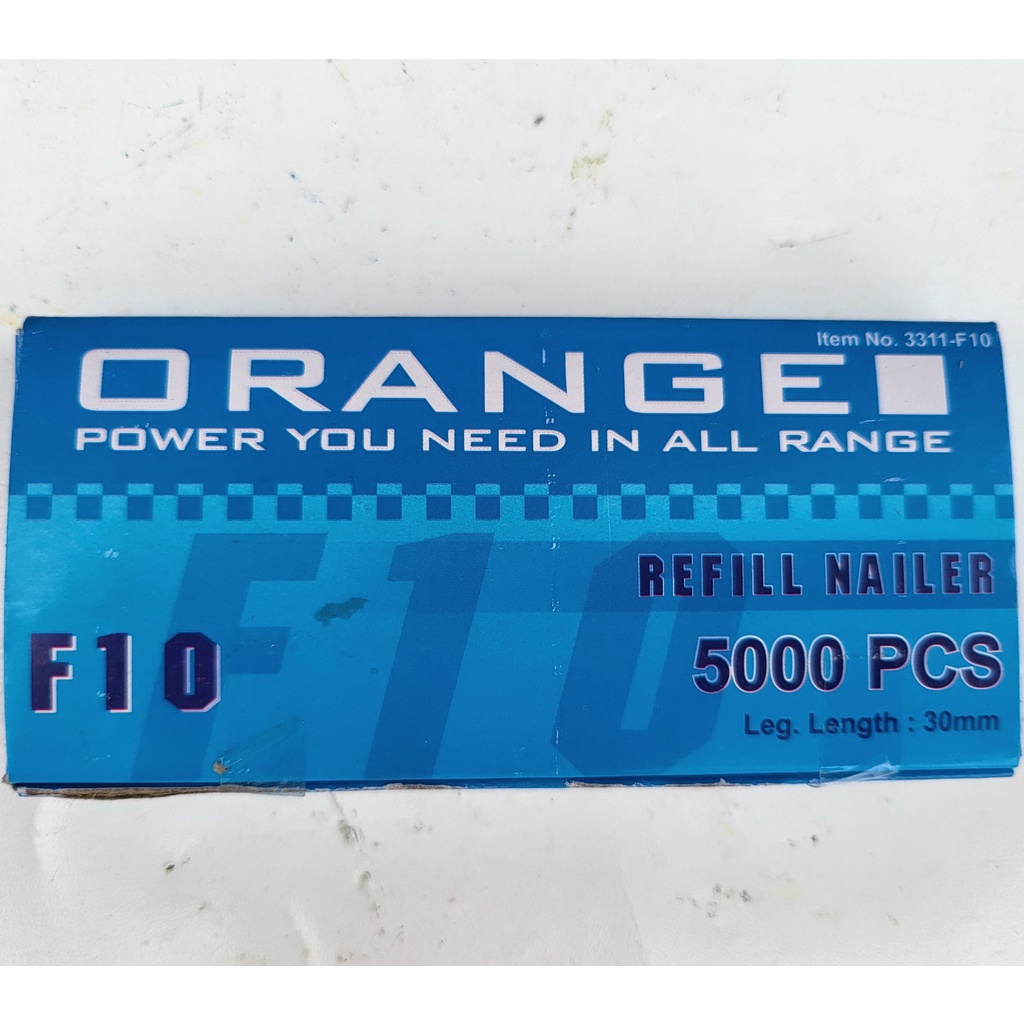 Item No. 3311-F10
ORANGE
POWER YOU NEED IN ALL RANGE
F10
REFILL NAILER
F10
5000 PCS
Leg. Length : 30mm